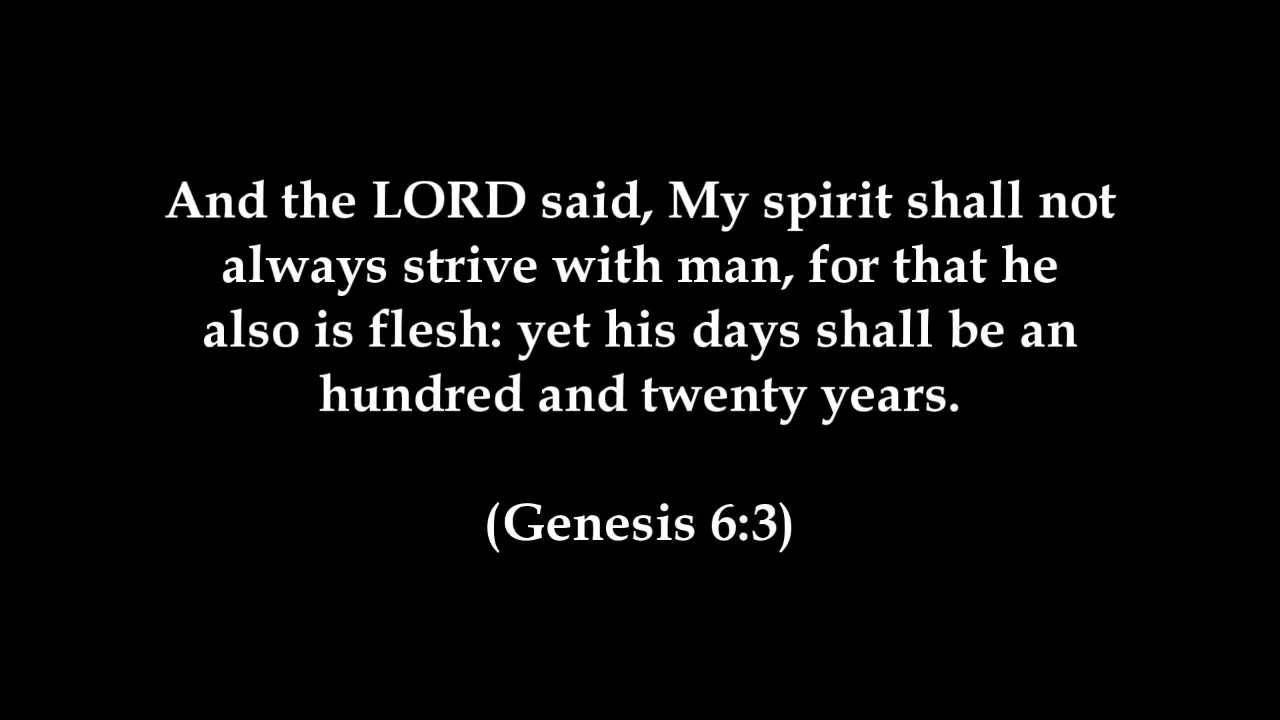 And the LORD said, My spirit shall not
always strive with man, for that he
also is flesh: yet his days shall be an
hundred and twenty years.
(Genesis 6:3)